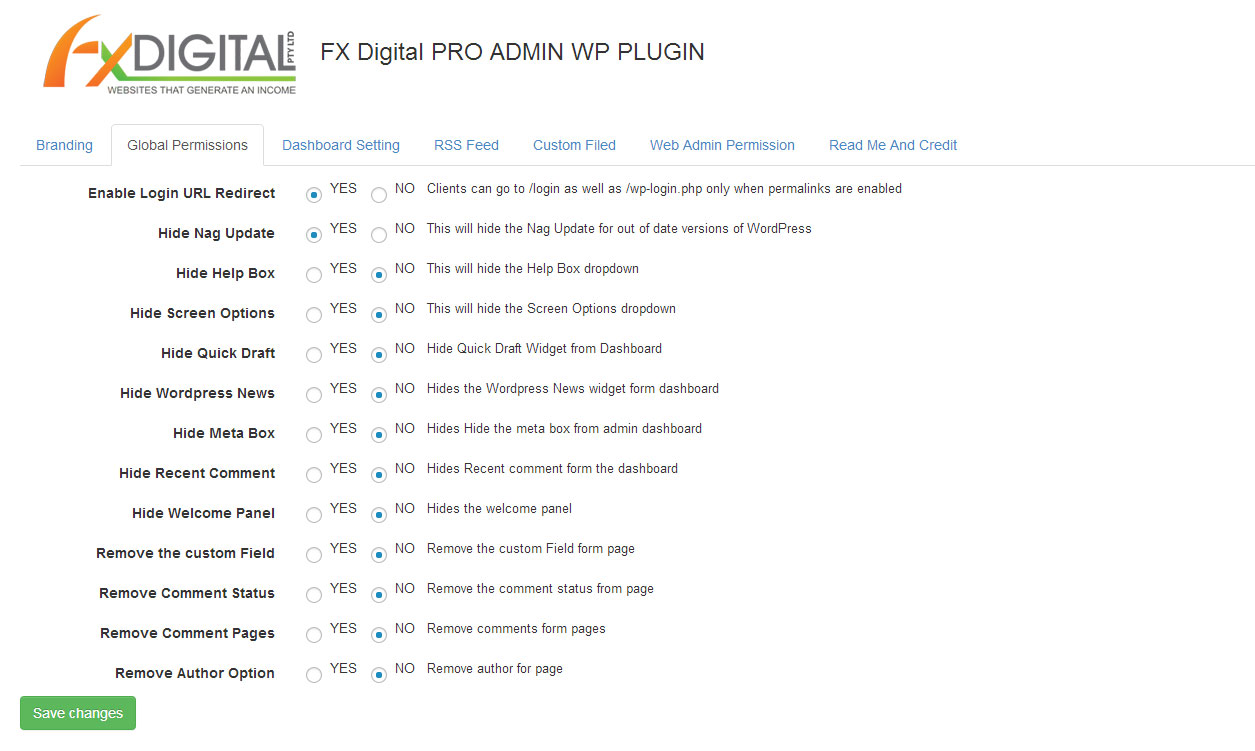 FXDIGITAL PTY LTD
WEBSITES THAT GENERATE AN INCOME
FX Digital PRO ADMIN WP PLUGIN
Branding Global Permissions Dashboard Setting RSS Feed Custom Filed Web Admin Permission Read Me And Credit
Enable Login URL Redirect YES NO Clients can go to /login as well as /wp-login.php only when permalinks are enabled
Hide Nag Update YES NO This will hide the Nag Update for out of date versions of WordPress
Hide Help Box YES NO This will hide the Help Box dropdown
Hide Screen Options YES NO This will hide the Screen Options dropdown
Hide Quick Draft YES NO Hide Quick Draft Widget from Dashboard
Hide Wordpress News YES NO Hides the Wordpress News widget form dashboard
Hide Meta Box YES NO Hides Hide the meta box from admin dashboard
Hide Recent Comment YES NO Hides Recent comment form the dashboard
Hide Welcome Panel YES NO Hides the welcome panel
Remove the custom Field YES NO Remove the custom Field form page
Remove Comment Status YES NO Remove the comment status from page
Remove Comment Pages YES NO Remove comments form pages
Remove Author Option YES NO Remove author for page
Save changes